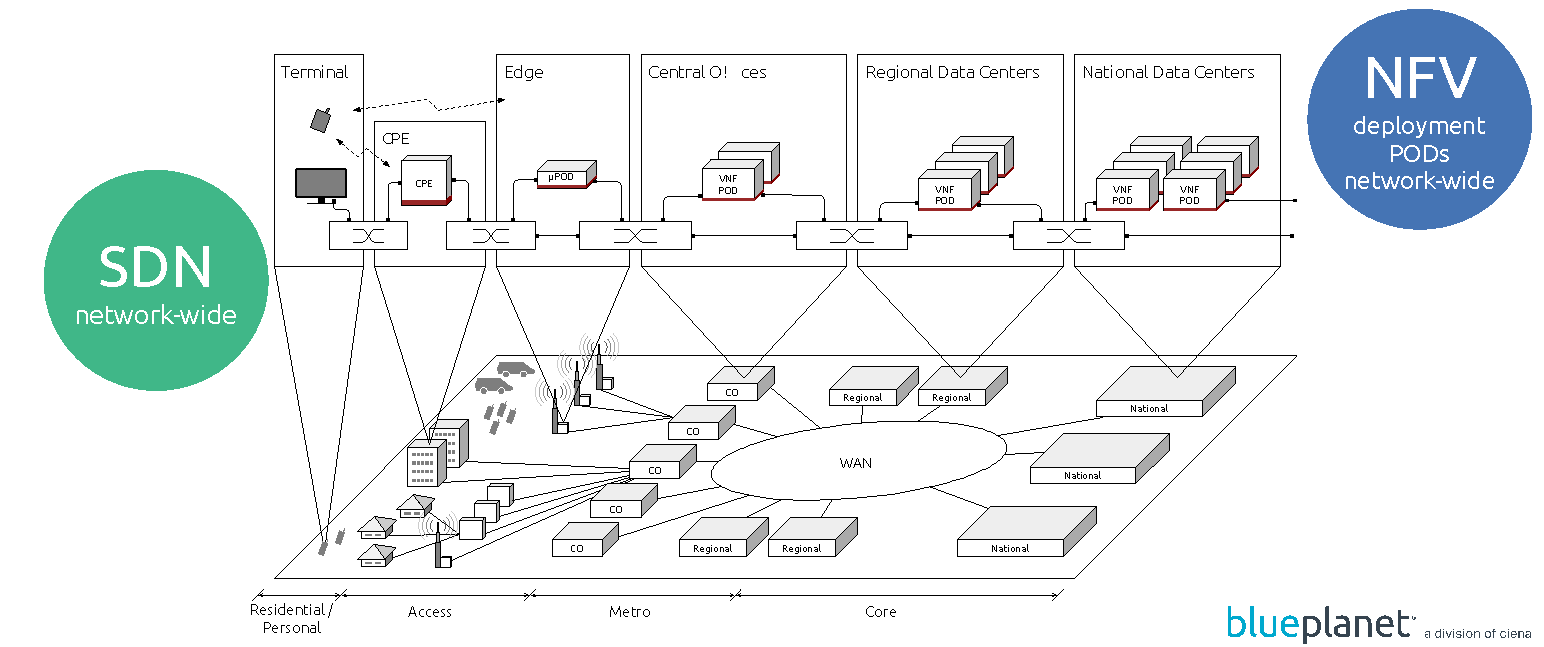 Terminal
Edge
Central O! ces
Regional Data Centers
National Data Centers
NFV
deployment
PODs
network-wide
CPE
CPE
µPOD
VNF
POD
VNF
POD
VNF
POD
VNF
POD
SDN
network-wide
CO
Regional
Regional
National
CO
WAN
CO
National
CO
CO
Regional
Regional
National
Residential /
Personal
Access
Metro
Core
blueplanet™ a division of ciena